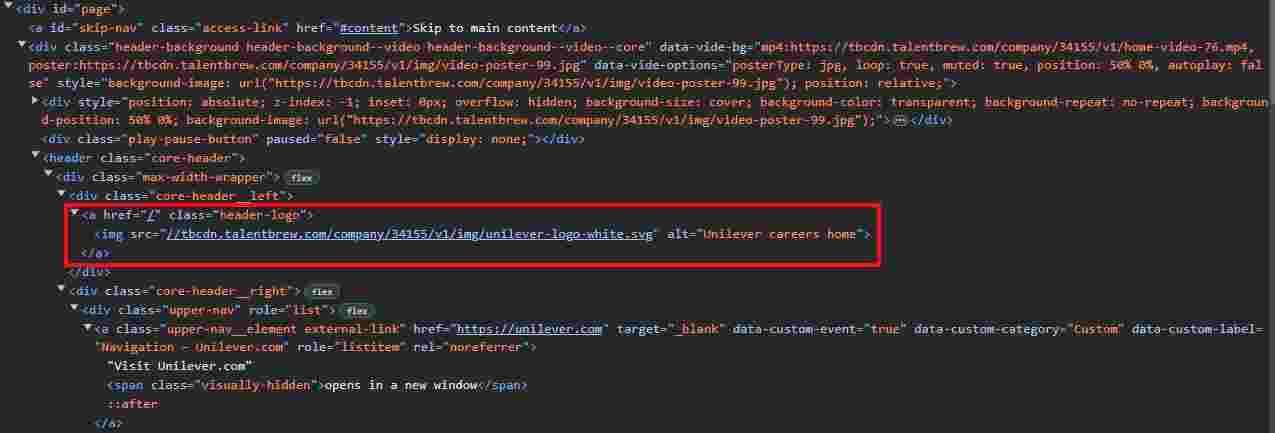 <div id="page">
<a id="skip-nav" class="access-link" href="#content">Skip to main content</a>
<div class="header-background header-background--video header-background--video--core" data-vide-bg="mp4:https://tbcdn.talentbrew.com/company/34155/v1/home-video-76.mp4,
poster:https://tbcdn.talentbrew.com/company/34155/v1/img/video-poster-99.jpg" data-vide-options="posterType: jpg, loop: true, muted: true, position: 50% 0%, autoplay: fal
se" style="background-image: url("https://tbcdn.talentbrew.com/company/34155/v1/img/video-poster-99.jpg"); position: relative;">
<div style="position: absolute; z-index: -1; inset: 0px; overflow: hidden; background-size: cover; background-color: transparent; background-repeat: no-repeat; backgroun
d-position: 50% 0%; background-image: url("https://tbcdn.talentbrew.com/company/34155/v1/img/video-poster-99.jpg");">…</div>
<div class="play-pause-button" paused="false" style="display: none;"></div>
<header class="core-header">
<div class="max-width-wrapper"> flex
<div class="core-header__left">
<a href="/" class="header-logo">
<img src="//tbcdn.talentbrew.com/company/34155/v1/img/unilever-logo-white.svg" alt="Unilever careers home">
</a>
</div>
<div class="core-header__right"> flex
<div class="upper-nav" role="list"> flex
<a class="upper-nav__element external-link" href="https://unilever.com" target="_blank" data-custom-event="true" data-custom-category="Custom" data-custom-label=
"Navigation - Unilever.com" role="listitem" rel="noreferrer">
"Visit Unilever.com"
<span class="visually-hidden">opens in a new window</span>
::after
</a>